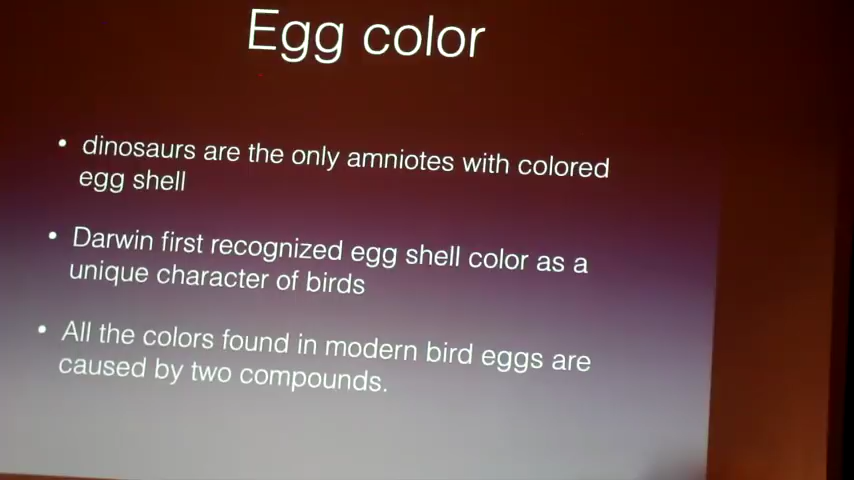 Egg color
• dinosaurs are the only amniotes with colored
egg shell
• Darwin first recognized egg shell color as a
unique character of birds
• All the colors found in modern bird eggs are
caused by two compounds.